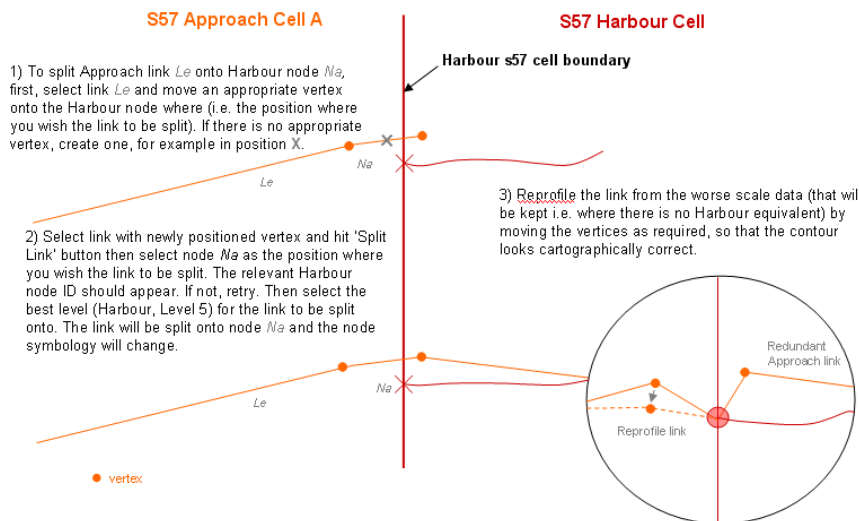 S57 Approach Cell A
S57 Harbour Cell
Harbour s57 cell boundary
1) To split Approach link Le onto Harbour node Na,
first, select link Le and move an appropriate vertex
onto the Harbour node where (i.e. the position where
you wish the link to be split). If there is no appropriate
vertex, create one, for example in position X.
Na
Le
3) Reprofile the link from the worse scale data (that wil
be kept i.e. where there is no Harbour equivalent) by
moving the vertices as required, so that the contour
looks cartographically correct.
2) Select link with newly positioned vertex and hit 'Split
Link' button then select node Na as the position where
you wish the link to be split. The relevant Harbour
node ID should appear. If not, retry. Then select the
best level (Harbour, Level 5) for the link to be split
onto. The link will be split onto node Na and the node
symbology will change.
Redundant
Approach link
Na
Le
Reprofile link
vertex